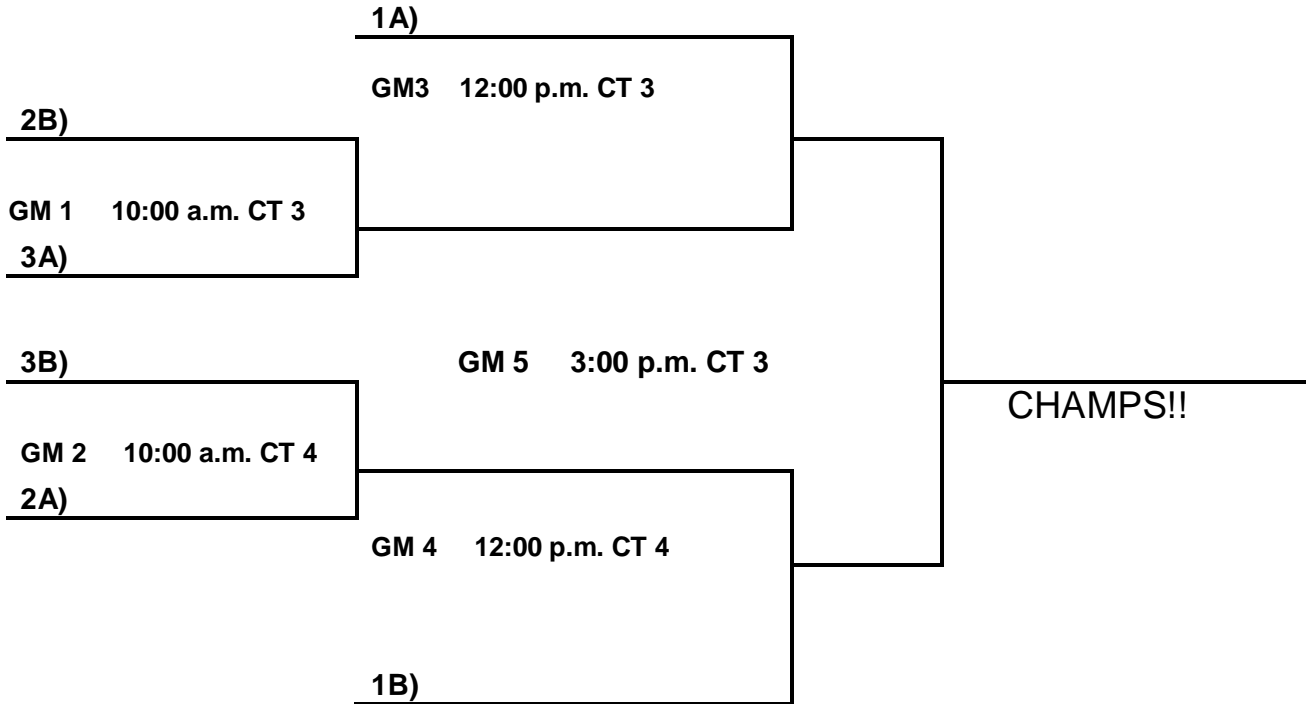 1A)
GM3 12:00 p.m. CT 3
2B)
GM 1 10:00 a.m. CT 3
3A)
3B)
GM 5 3:00 p.m. CT 3
CHAMPS!!
GM 2 10:00 a.m. CT 4
2A)
GM 4 12:00 p.m. CT 4
1B)